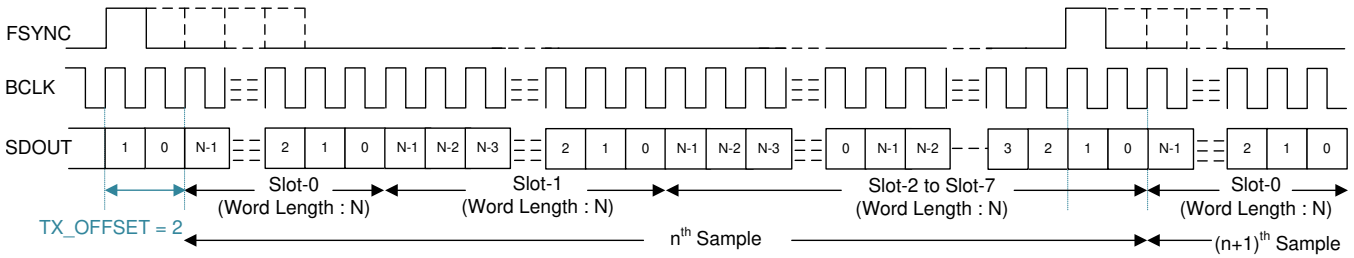 FSYNC
BCLK
SDOUT 1 0 N-1 2 1 0 N-1 N-2 N-3 2 1 0 N-1 N-2 N-3 0 N-1 N-2 3 2 1 0 N-1 2 1 0
Slot-0 Slot-1 Slot-2 to Slot-7 Slot-0
(Word Length : N) (Word Length : N) (Word Length : N) (Word Length : N)
TX_OFFSET = 2
nth Sample (n+1)th Sample